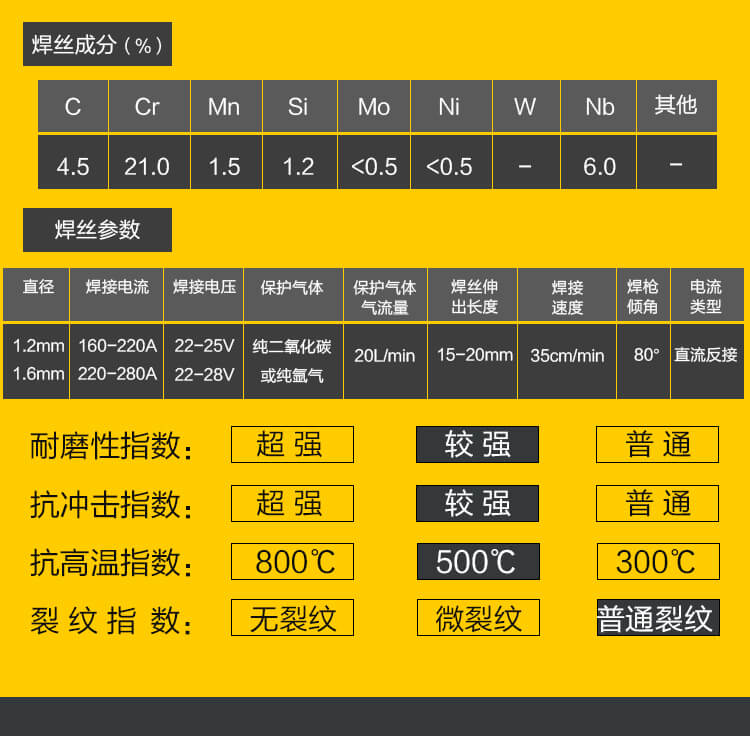 焊丝成分(%)
C Cr Mn Si Mo Ni W Nb 其他
4.5 21.0 1.5 1.2 <0.5 <0.5 – 6.0 –
焊丝参数
直径 焊接电流 焊接电压 保护气体 保护气体 焊丝伸 焊接 焊枪 电流
气流量 出长度 速度 倾角 类型
1.2mm 160–220A 22–25V 纯二氧化碳 20L/min 15–20mm 35cm/min 80° 直流反接
1.6mm 220–280A 22–28V 或纯氩气
耐磨性指数: 超强 较强 普通
抗冲击指数: 超强 较强 普通
抗高温指数: 800℃ 500℃ 300℃
裂纹指数: 无裂纹 微裂纹 普通裂纹